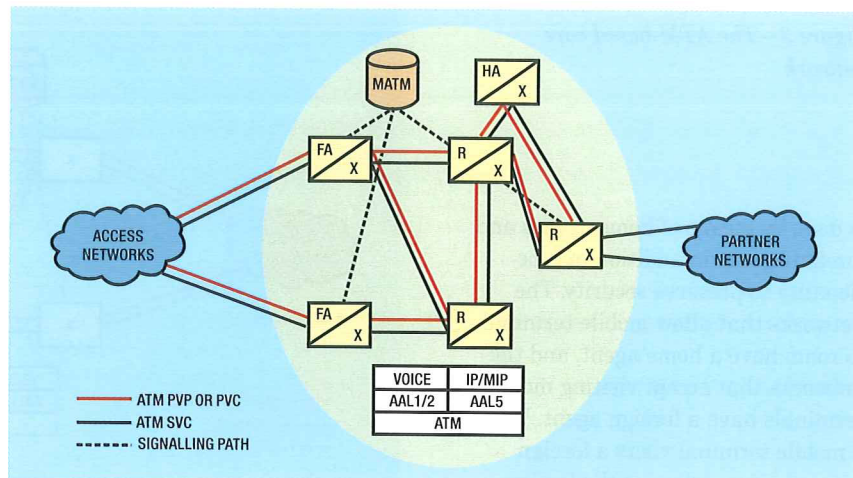 MATM
HA
X
FA
X
R
X
ACCESS
NETWORKS
R
X
PARTNER
NETWORKS
FA
X
R
X
VOICE IP/MIP
AAL1/2 AAL5
ATM
ATM PVP OR PVC
ATM SVC
SIGNALLING PATH